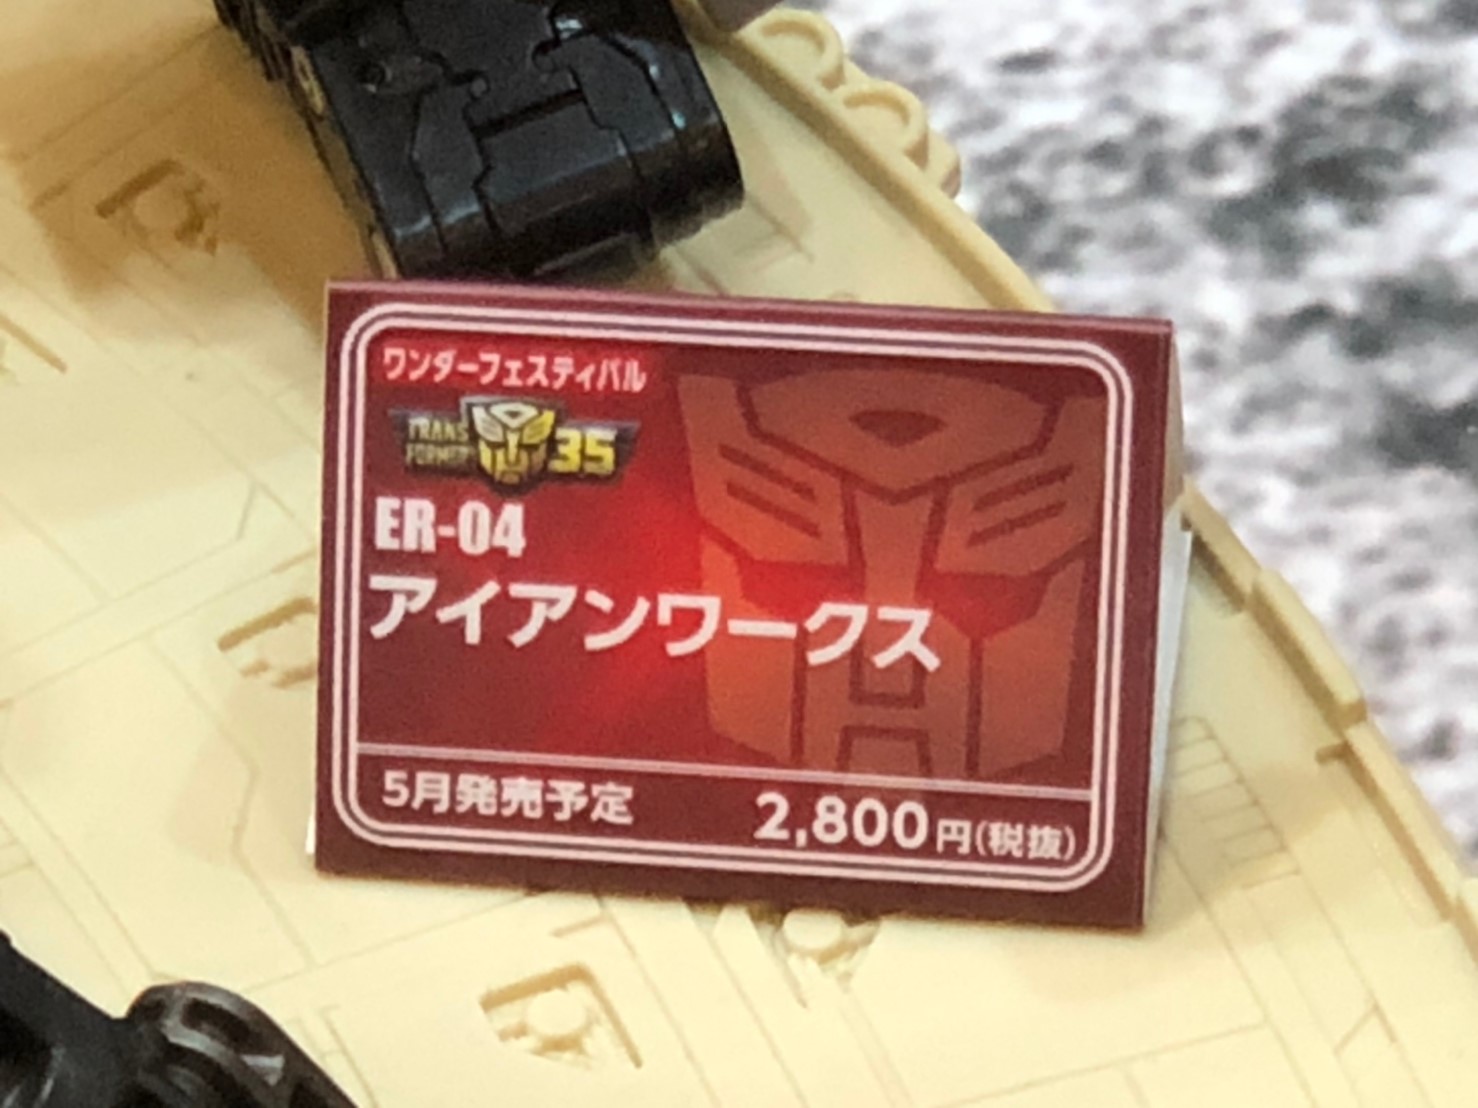 ワンダーフェスティバル
TRANS
FORMERS
35
ER-04
アイアンワークス
5月発売予定
2,800円(税抜)